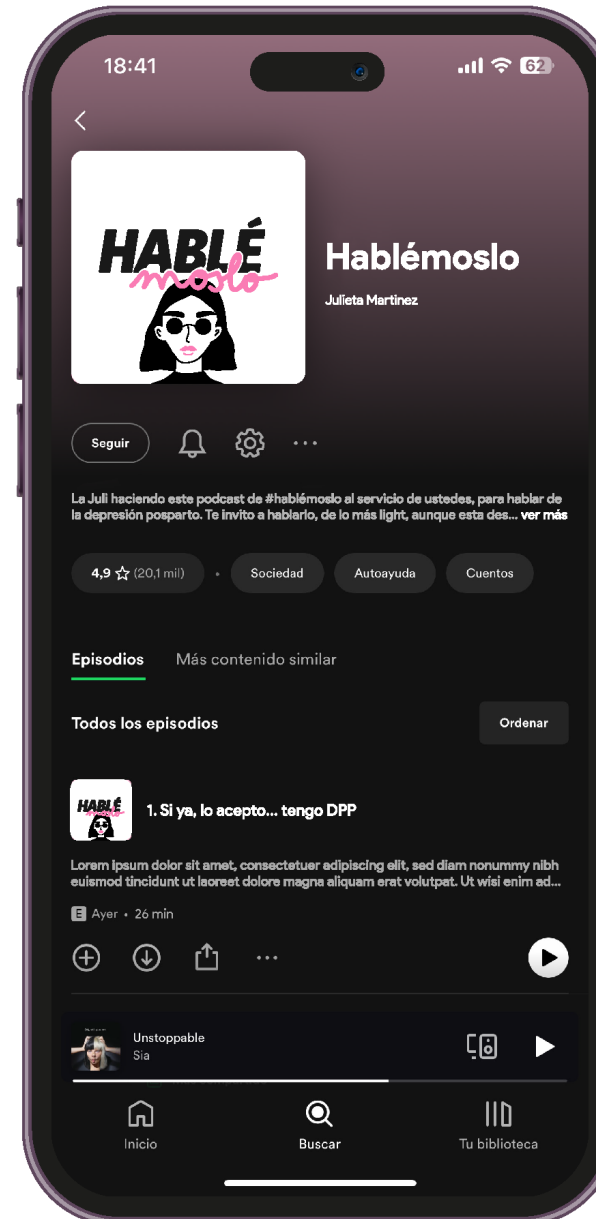 18:41
62
HABLÉ
moslo
Hablémoslo
Julieta Martinez
Seguir
La Juli haciendo este podcast de #hablémoslo al servicio de ustedes, para hablar de
la depresión posparto. Te invito a hablarlo, de lo más light, aunque esta des... ver más
4,9 (20,1 mil) • Sociedad Autoayuda Cuentos
Episodios Más contenido similar
Todos los episodios Ordenar
HABLÉ
moslo
1. Si ya, lo acepto... tengo DPP
Lorem ipsum dolor sit amet, consectetuer adipiscing elit, sed diam nonummy nibh
euismod tincidunt ut laoreet dolore magna aliquam erat volutpat. Ut wisi enim ad...
E Ayer • 26 min
Unstoppable
Sia
Inicio Buscar Tu biblioteca